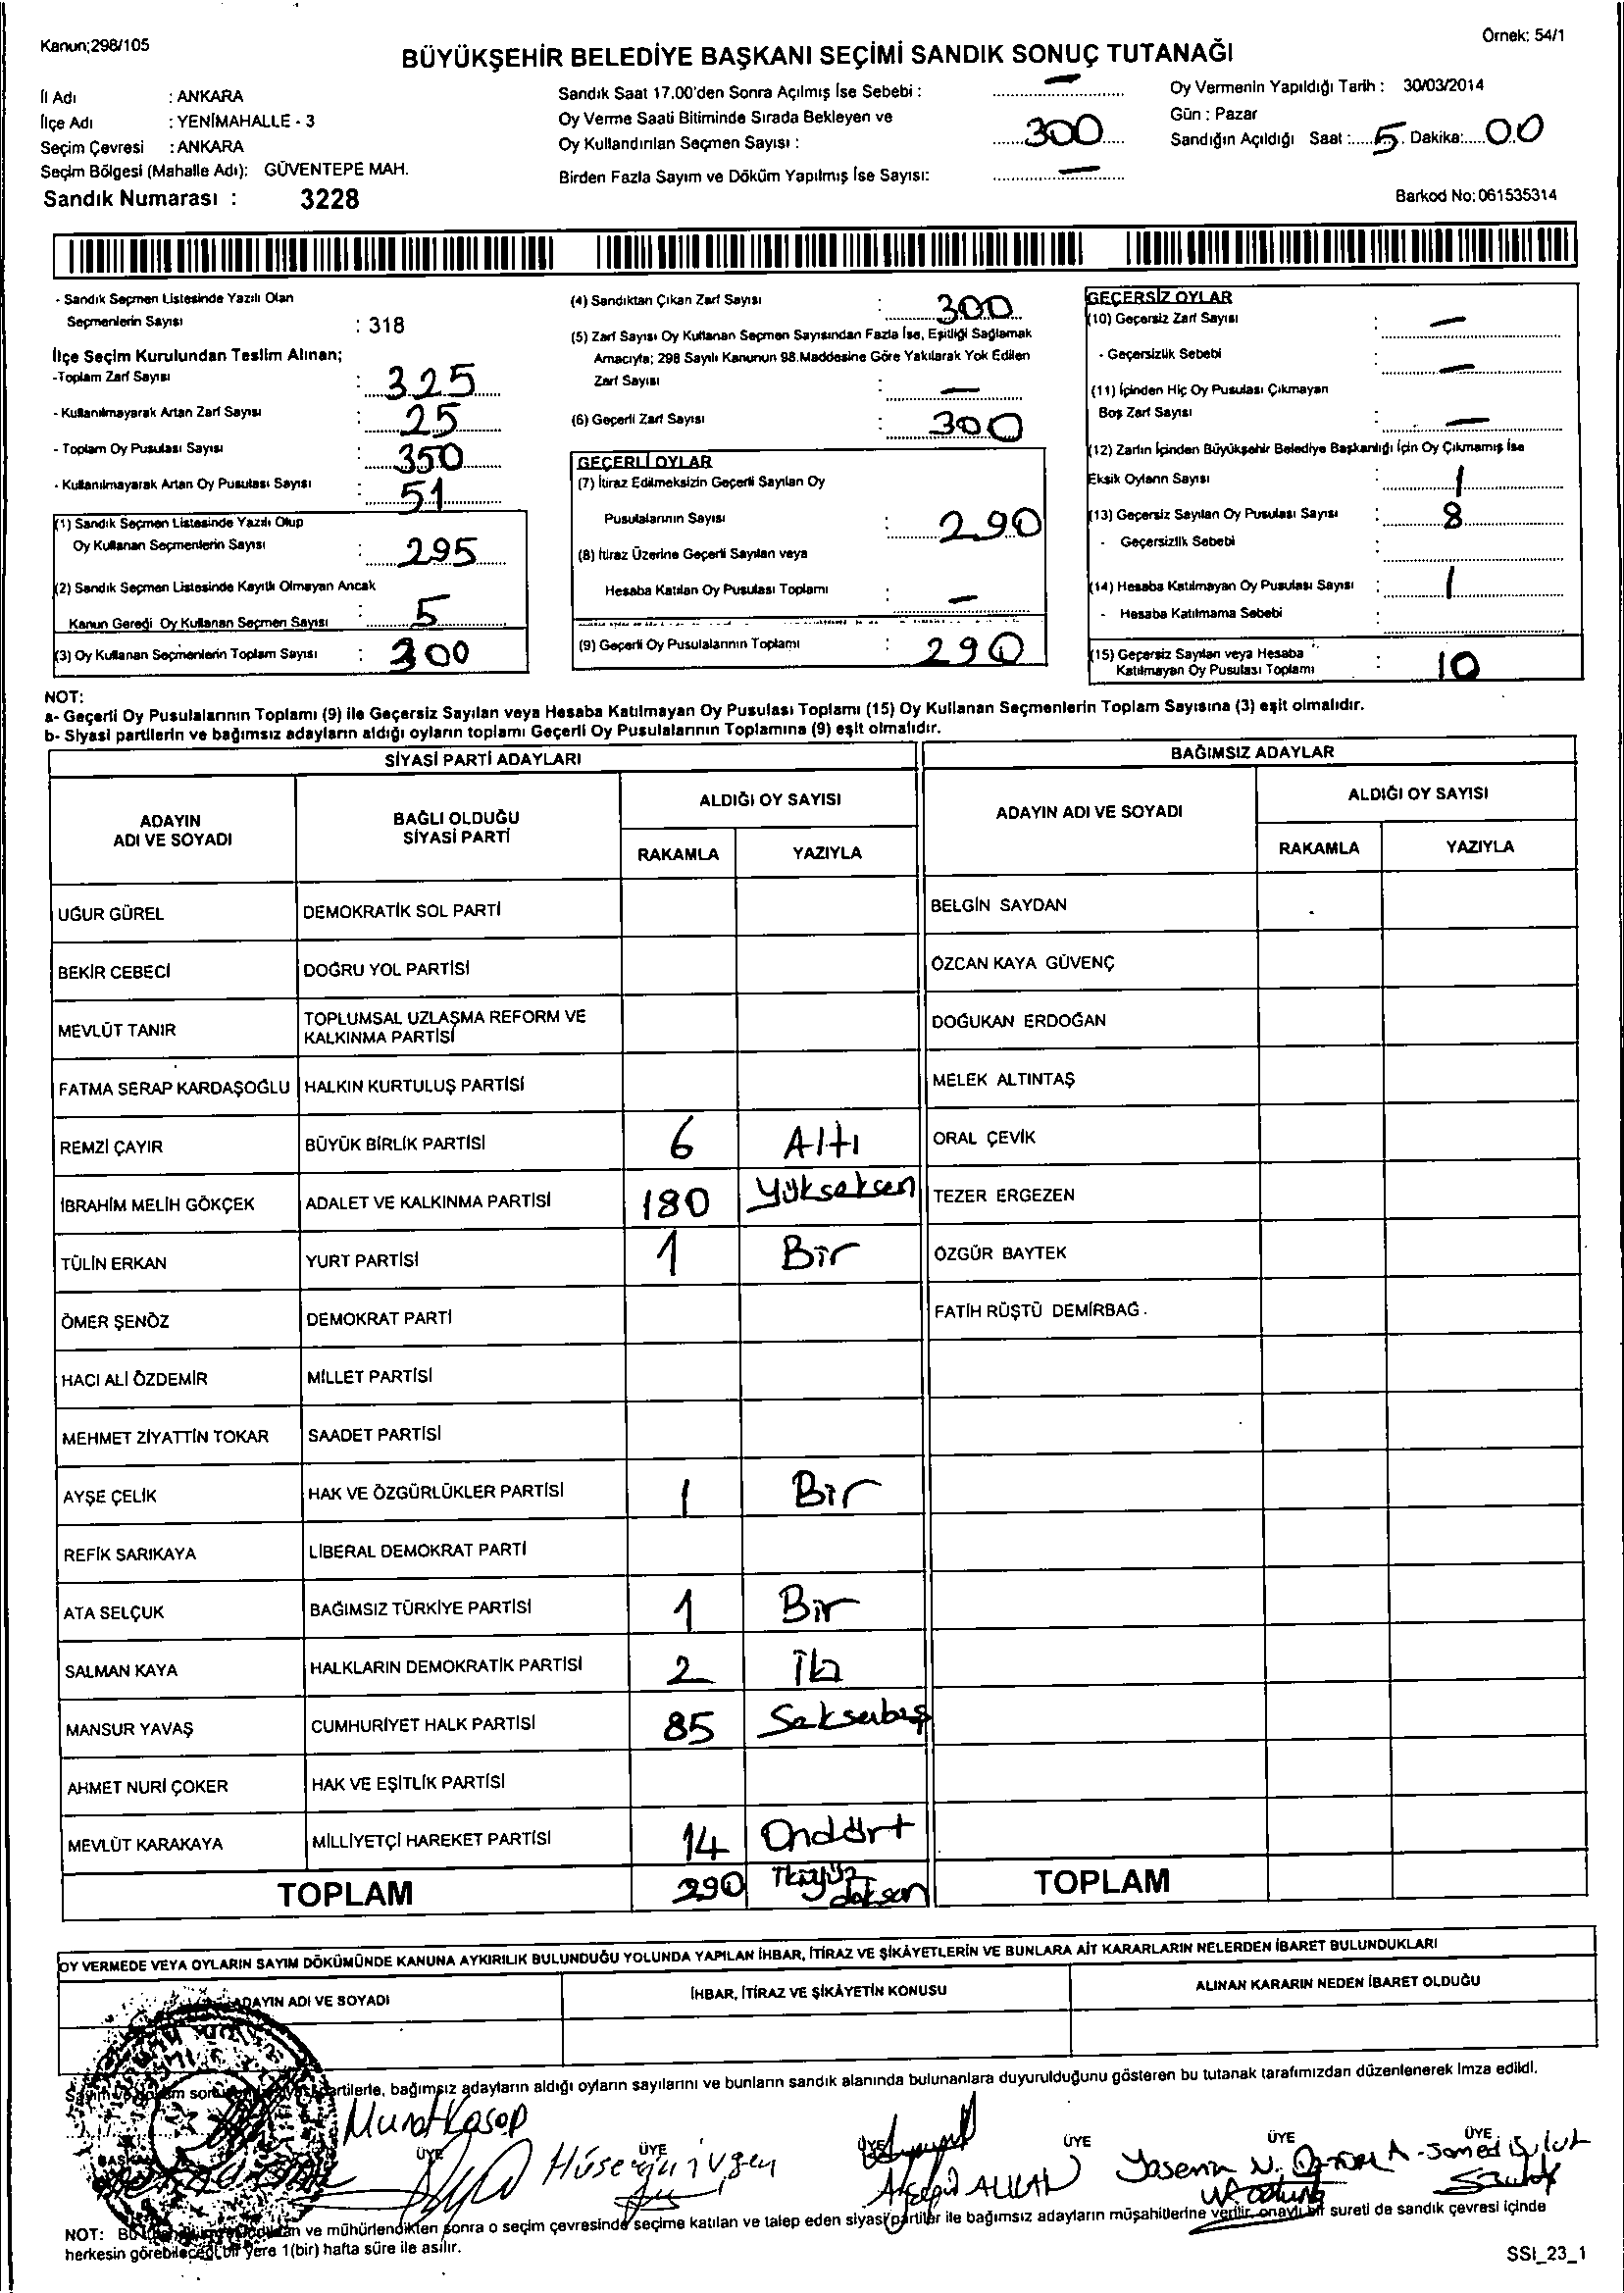 Kanun;298/105
Örnek: 54/1
BÜYÜKŞEHİR BELEDİYE BAŞKANI SEÇİMİ SANDIK SONUÇ TUTANAĞI
İl Adı : ANKARA
İlçe Adı : YENİMAHALLE - 3
Seçim Çevresi : ANKARA
Seçim Bölgesi (Mahalle Adı): GÜVENTEPE MAH.
Sandık Numarası : 3228
Sandık Saat 17.00'den Sonra Açılmış İse Sebebi : —
Oy Verme Saati Bitiminde Sırada Bekleyen ve
Oy Kullandırılan Seçmen Sayısı : 300
Birden Fazla Sayım ve Döküm Yapılmış İse Sayısı: —
Oy Vermenin Yapıldığı Tarih : 30/03/2014
Gün : Pazar
Sandığın Açıldığı Saat : 5 Dakika: 00
Barkod No: 061535314
- Sandık Seçmen Listesinde Yazılı Olan
Seçmenlerin Sayısı : 318
İlçe Seçim Kurulundan Teslim Alınan;
-Toplam Zarf Sayısı : 325
- Kullanılmayarak Artan Zarf Sayısı : 25
- Toplam Oy Pusulası Sayısı : 350
- Kullanılmayarak Artan Oy Pusulası Sayısı : 51
(1) Sandık Seçmen Listesinde Yazılı Olup
Oy Kullanan Seçmenlerin Sayısı : 295
(2) Sandık Seçmen Listesinde Kayıtlı Olmayan Ancak
Kanun Gereği Oy Kullanan Seçmen Sayısı : 5
(3) Oy Kullanan Seçmenlerin Toplam Sayısı : 300
(4) Sandıktan Çıkan Zarf Sayısı : 300
(5) Zarf Sayısı Oy Kullanan Seçmen Sayısından Fazla İse, Eşitliği Sağlamak
Amacıyla; 298 Sayılı Kanunun 98.Maddesine Göre Yakılarak Yok Edilen
Zarf Sayısı : —
(6) Geçerli Zarf Sayısı : 300
GEÇERLİ OYLAR
(7) İtiraz Edilmeksizin Geçerli Sayılan Oy
Pusulalarının Sayısı : 290
(8) İtiraz Üzerine Geçerli Sayılan veya
Hesaba Katılan Oy Pusulası Toplamı : —
(9) Geçerli Oy Pusulalarının Toplamı : 290
GEÇERSİZ OYLAR
(10) Geçersiz Zarf Sayısı : —
- Geçersizlik Sebebi : —
(11) İçinden Hiç Oy Pusulası Çıkmayan
Boş Zarf Sayısı : —
(12) Zarfın İçinden Büyükşehir Belediye Başkanlığı İçin Oy Çıkmamış İse
Eksik Oyların Sayısı : 1
(13) Geçersiz Sayılan Oy Pusulası Sayısı : 8
- Geçersizlik Sebebi :
(14) Hesaba Katılmayan Oy Pusulası Sayısı : 1
- Hesaba Katılmama Sebebi :
(15) Geçersiz Sayılan veya Hesaba
Katılmayan Oy Pusulası Toplamı : 10
NOT:
a- Geçerli Oy Pusulalarının Toplamı (9) ile Geçersiz Sayılan veya Hesaba Katılmayan Oy Pusulası Toplamı (15) Oy Kullanan Seçmenlerin Toplam Sayısına (3) eşit olmalıdır.
b- Siyasi partilerin ve bağımsız adayların aldığı oyların toplamı Geçerli Oy Pusulalarının Toplamına (9) eşit olmalıdır.
SİYASİ PARTİ ADAYLARI
BAĞIMSIZ ADAYLAR
ADAYIN ADI VE SOYADI
BAĞLI OLDUĞU SİYASİ PARTİ
ALDIĞI OY SAYISI
RAKAMLA YAZIYLA
ADAYIN ADI VE SOYADI
ALDIĞI OY SAYISI
RAKAMLA YAZIYLA
UĞUR GÜREL DEMOKRATİK SOL PARTİ BELGİN SAYDAN
BEKİR CEBECİ DOĞRU YOL PARTİSİ ÖZCAN KAYA GÜVENÇ
MEVLÜT TANIR TOPLUMSAL UZLAŞMA REFORM VE KALKINMA PARTİSİ DOĞUKAN ERDOĞAN
FATMA SERAP KARDAŞOĞLU HALKIN KURTULUŞ PARTİSİ MELEK ALTINTAŞ
REMZİ ÇAYIR BÜYÜK BİRLİK PARTİSİ 6 Altı ORAL ÇEVİK
İBRAHİM MELİH GÖKÇEK ADALET VE KALKINMA PARTİSİ 180 yükseksen TEZER ERGEZEN
TÜLİN ERKAN YURT PARTİSİ 1 Bir ÖZGÜR BAYTEK
ÖMER ŞENÖZ DEMOKRAT PARTİ FATİH RÜŞTÜ DEMİRBAĞ
HACI ALİ ÖZDEMİR MİLLET PARTİSİ
MEHMET ZİYATTİN TOKAR SAADET PARTİSİ
AYŞE ÇELİK HAK VE ÖZGÜRLÜKLER PARTİSİ 1 Bir
REFİK SARIKAYA LİBERAL DEMOKRAT PARTİ
ATA SELÇUK BAĞIMSIZ TÜRKİYE PARTİSİ 1 Bir
SALMAN KAYA HALKLARIN DEMOKRATİK PARTİSİ 2 İki
MANSUR YAVAŞ CUMHURİYET HALK PARTİSİ 85 Seksenbeş
AHMET NURİ ÇOKER HAK VE EŞİTLİK PARTİSİ
MEVLÜT KARAKAYA MİLLİYETÇİ HAREKET PARTİSİ 14 Ondört
TOPLAM 290 İkiyüz doksan TOPLAM
OY VERMEDE VEYA OYLARIN SAYIM DÖKÜMÜNDE KANUNA AYKIRILIK BULUNDUĞU YOLUNDA YAPILAN İHBAR, İTİRAZ VE ŞİKÂYETLERİN VE BUNLARA AİT KARARLARIN NELERDEN İBARET BULUNDUKLARI
ADAYIN ADI VE SOYADI
İHBAR, İTİRAZ VE ŞİKÂYETİN KONUSU
ALINAN KARARIN NEDEN İBARET OLDUĞU
bağımsız adayların aldığı oyların sayılarını ve bunların sandık alanında bulunanlara duyurulduğunu gösteren bu tutanak tarafımızdan düzenlenerek imza edildi.
Murat Kasap
BAŞKAN ÜYE ÜYE ÜYE ÜYE ÜYE ÜYE
Yasemin N.
NOT: ve mühürlendikten sonra o seçim çevresinde seçime katılan ve talep eden siyasi partiler ile bağımsız adayların müşahitlerine verilir, onaylı bir sureti de sandık çevresi içinde
herkesin görebileceği bir yere 1(bir) hafta süre ile asılır.
SSI_23_1